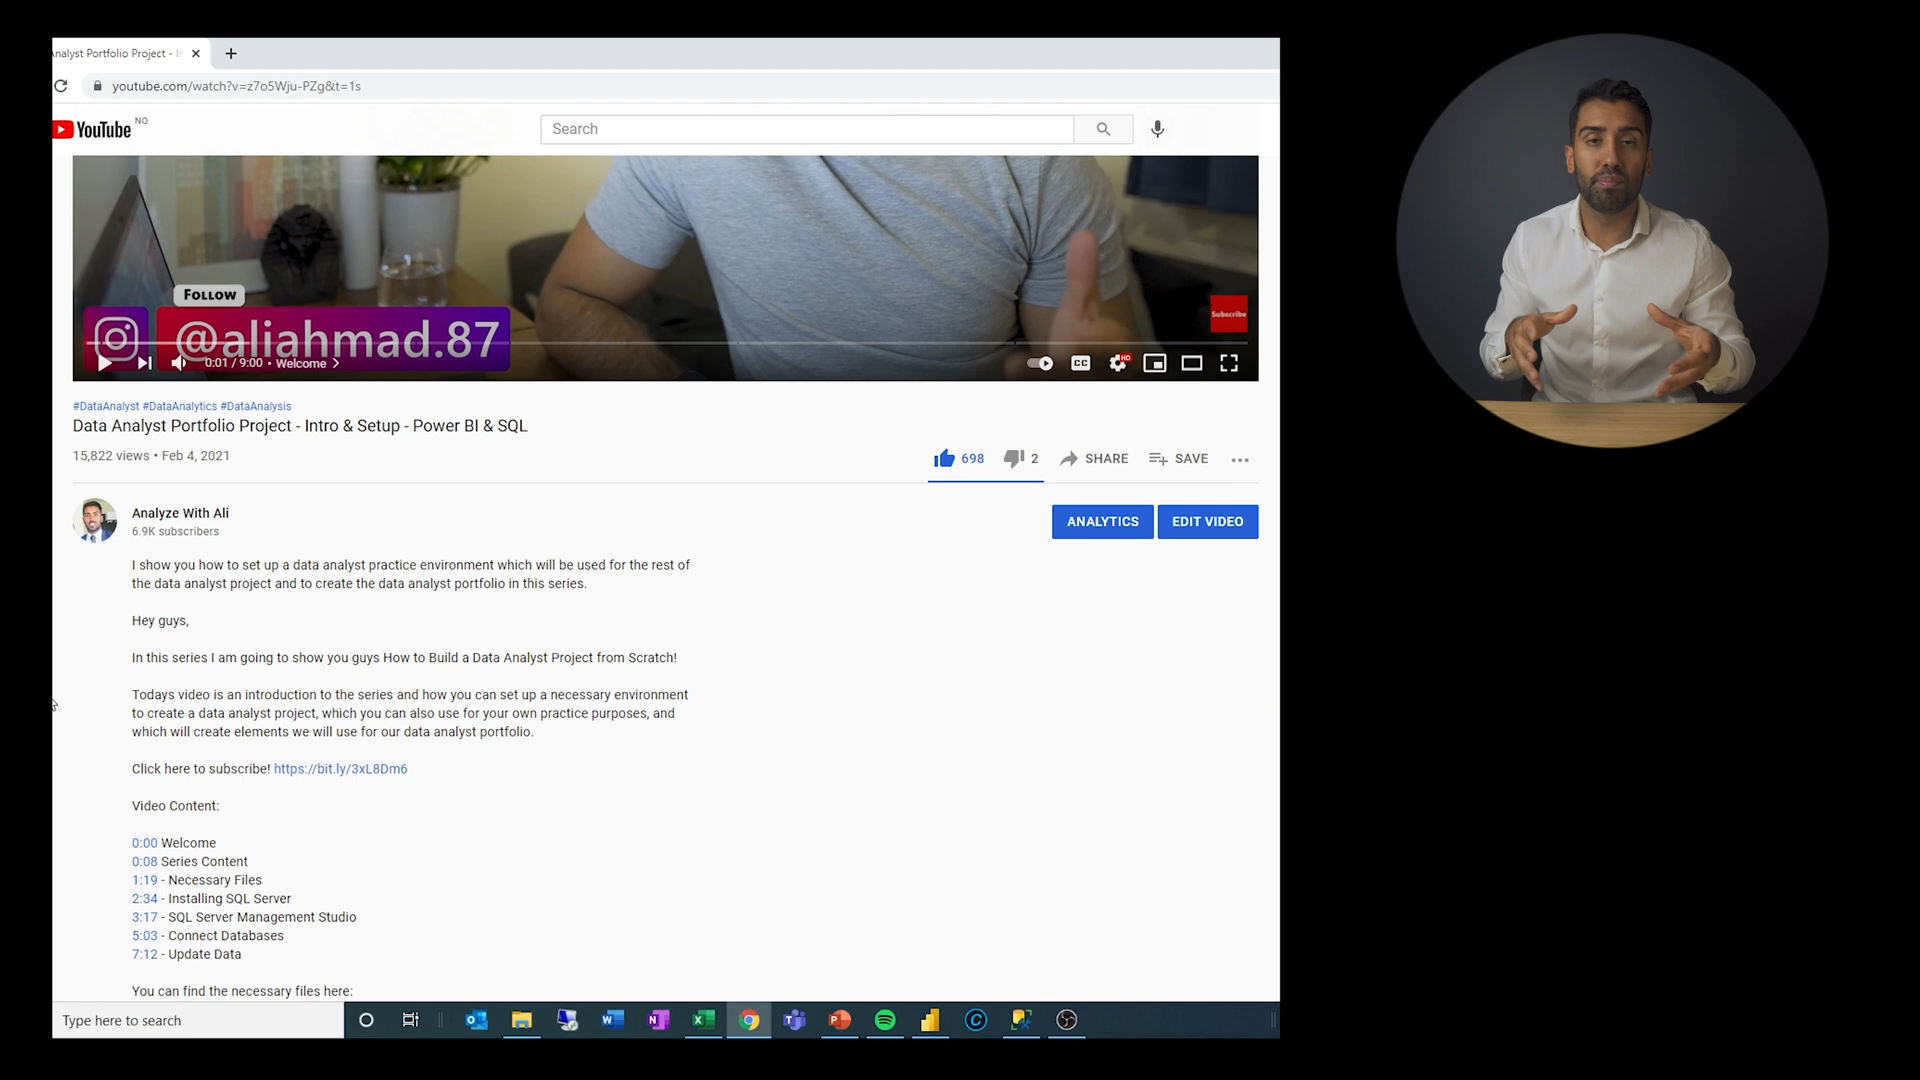 Analyst Portfolio Project - In
youtube.com/watch?v=z7o5Wju-PZg&t=1s
YouTube NO
Search
Follow
@aliahmad.87
Subscribe
0:01 / 9:00 • Welcome
CC
HD
#DataAnalyst #DataAnalytics #DataAnalysis
Data Analyst Portfolio Project - Intro & Setup - Power BI & SQL
15,822 views • Feb 4, 2021
698 2 SHARE SAVE
Analyze With Ali
6.9K subscribers
ANALYTICS EDIT VIDEO
I show you how to set up a data analyst practice environment which will be used for the rest of
the data analyst project and to create the data analyst portfolio in this series.
Hey guys,
In this series I am going to show you guys How to Build a Data Analyst Project from Scratch!
Todays video is an introduction to the series and how you can set up a necessary environment
to create a data analyst project, which you can also use for your own practice purposes, and
which will create elements we will use for our data analyst portfolio.
Click here to subscribe! https://bit.ly/3xL8Dm6
Video Content:
0:00 Welcome
0:08 Series Content
1:19 - Necessary Files
2:34 - Installing SQL Server
3:17 - SQL Server Management Studio
5:03 - Connect Databases
7:12 - Update Data
You can find the necessary files here:
Type here to search